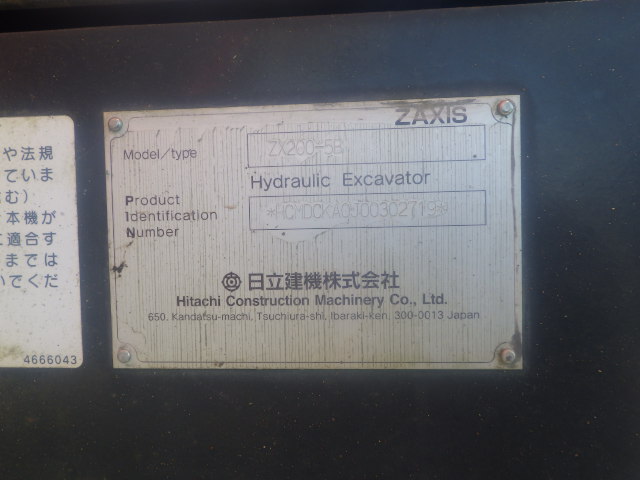 や法規
ていま
む)
本機が
適合す
までは
いでくだ
4666043
ZAXIS
Model/type ZX200-5B
Hydraulic Excavator
Product
Identification
Number
*HCMDCKA0J00302719*
日立建機株式会社
Hitachi Construction Machinery Co., Ltd.
650, Kandatsu-machi, Tsuchiura-shi, Ibaraki-ken, 300-0013 Japan